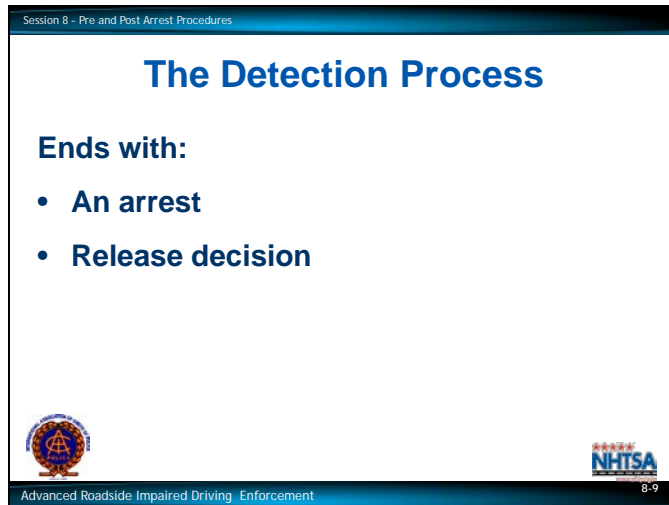 Session 8 - Pre and Post Arrest Procedures
The Detection Process
Ends with:
• An arrest
• Release decision
NHTSA
Advanced Roadside Impaired Driving Enforcement
8-9